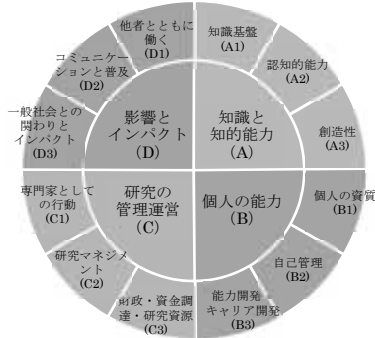 他者とともに
働く
(D1)
知識基盤
(A1)
コミュニケー
ションと普及
(D2)
認知的能力
(A2)
一般社会との
関わりと
インパクト
(D3)
影響と
インパクト
(D)
知識と
知的能力
(A)
創造性
(A3)
専門家として
の行動
(C1)
研究の
管理運営
(C)
個人の能力
(B)
個人の資質
(B1)
研究マネジメ
ント
(C2)
自己管理
(B2)
財政・資金調
達・研究資源
(C3)
能力開発
キャリア開発
(B3)